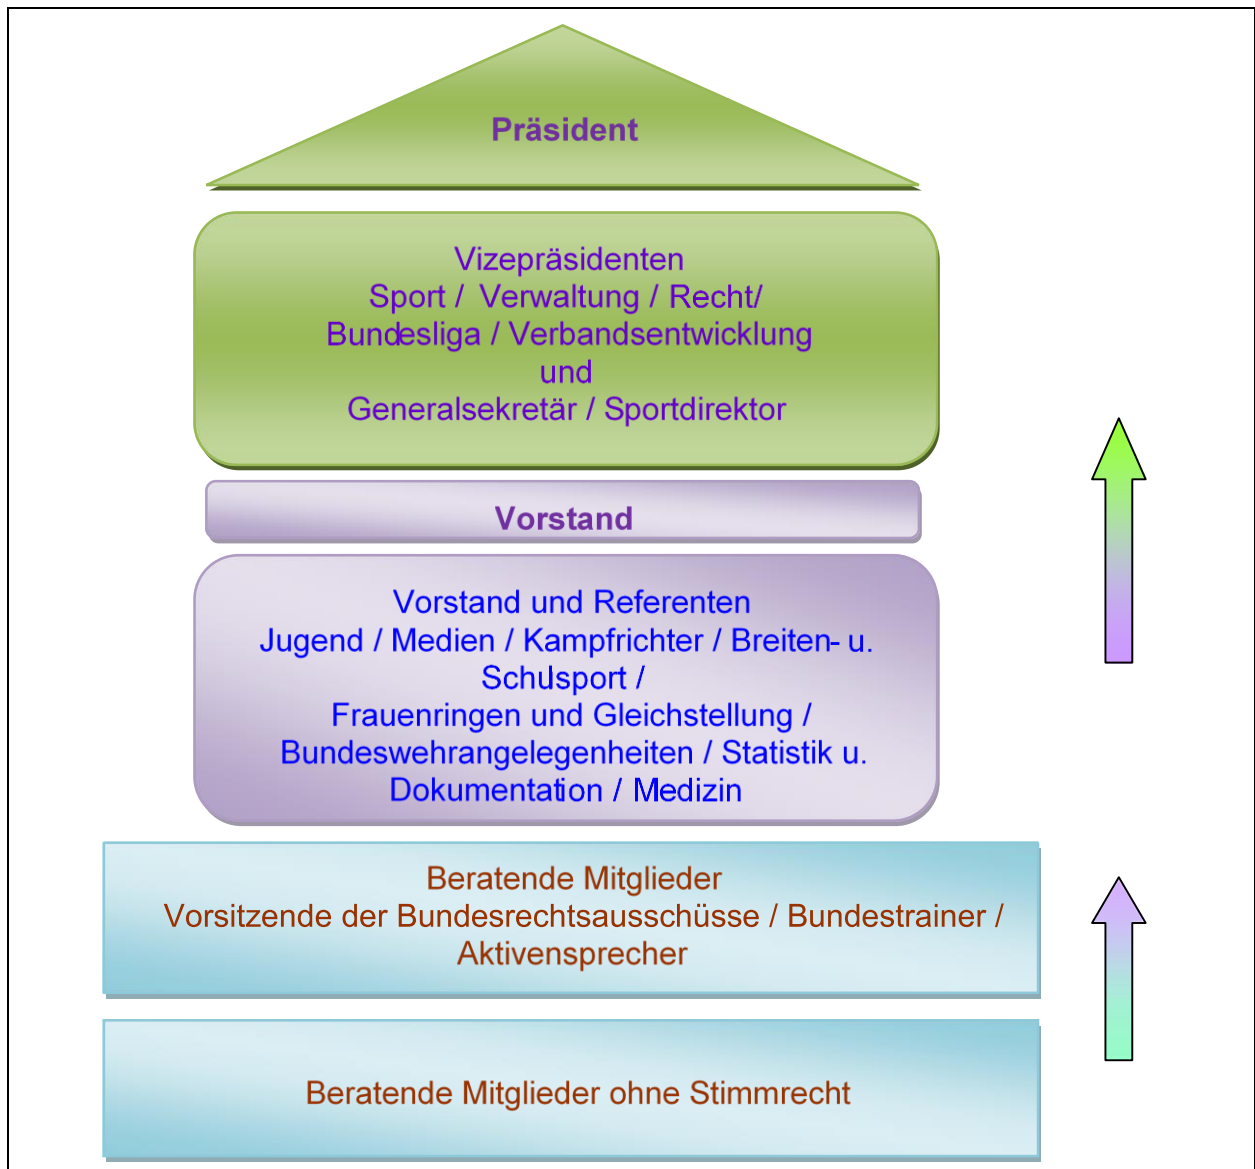 Präsident
Vizepräsidenten
Sport / Verwaltung / Recht/
Bundesliga / Verbandsentwicklung
und
Generalsekretär / Sportdirektor
Vorstand
Vorstand und Referenten
Jugend / Medien / Kampfrichter / Breiten- u.
Schulsport /
Frauenringen und Gleichstellung /
Bundeswehrangelegenheiten / Statistik u.
Dokumentation / Medizin
Beratende Mitglieder
Vorsitzende der Bundesrechtsausschüsse / Bundestrainer /
Aktivensprecher
Beratende Mitglieder ohne Stimmrecht